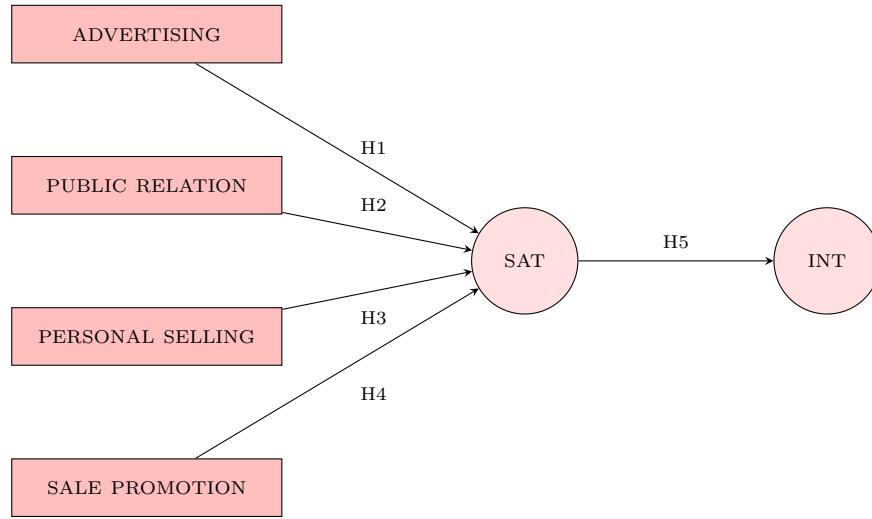 ADVERTISING
H1
PUBLIC RELATION
H2
SAT
H5
INT
PERSONAL SELLING
H3
H4
SALE PROMOTION